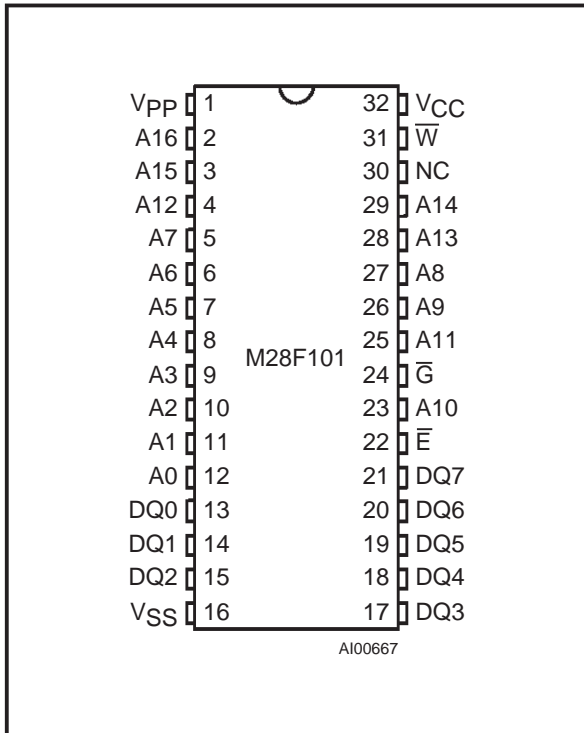 VPP 1 32 VCC
A16 2 31 W̅
A15 3 30 NC
A12 4 29 A14
A7 5 28 A13
A6 6 27 A8
A5 7 26 A9
A4 8 25 A11
M28F101
A3 9 24 G̅
A2 10 23 A10
A1 11 22 E̅
A0 12 21 DQ7
DQ0 13 20 DQ6
DQ1 14 19 DQ5
DQ2 15 18 DQ4
VSS 16 17 DQ3
AI00667